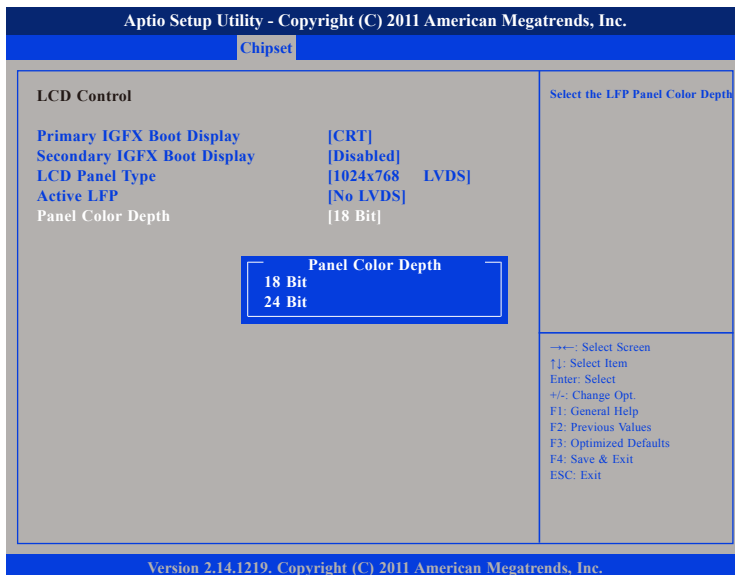 Aptio Setup Utility - Copyright (C) 2011 American Megatrends, Inc.
Chipset
LCD Control
Primary IGFX Boot Display [CRT]
Secondary IGFX Boot Display [Disabled]
LCD Panel Type [1024x768 LVDS]
Active LFP [No LVDS]
Panel Color Depth [18 Bit]
Panel Color Depth
18 Bit
24 Bit
Select the LFP Panel Color Depth
→←: Select Screen
↑↓: Select Item
Enter: Select
+/-: Change Opt.
F1: General Help
F2: Previous Values
F3: Optimized Defaults
F4: Save & Exit
ESC: Exit
Version 2.14.1219. Copyright (C) 2011 American Megatrends, Inc.